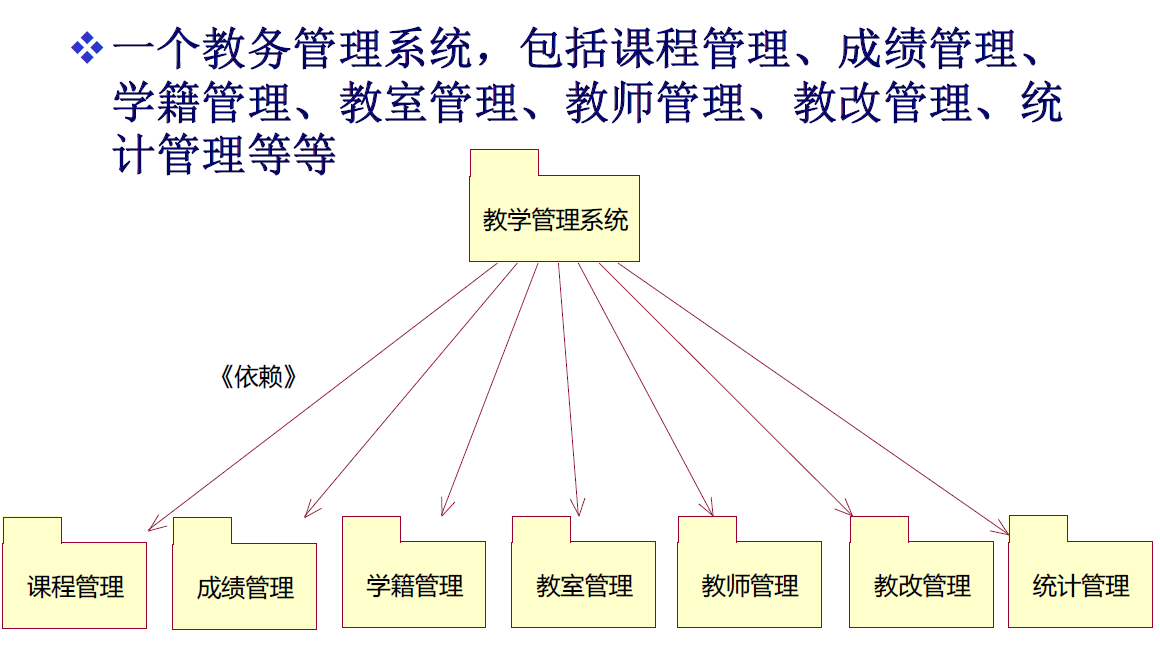 一个教务管理系统，包括课程管理、成绩管理、
学籍管理、教室管理、教师管理、教改管理、统
计管理等等
教学管理系统
《依赖》
课程管理
成绩管理
学籍管理
教室管理
教师管理
教改管理
统计管理